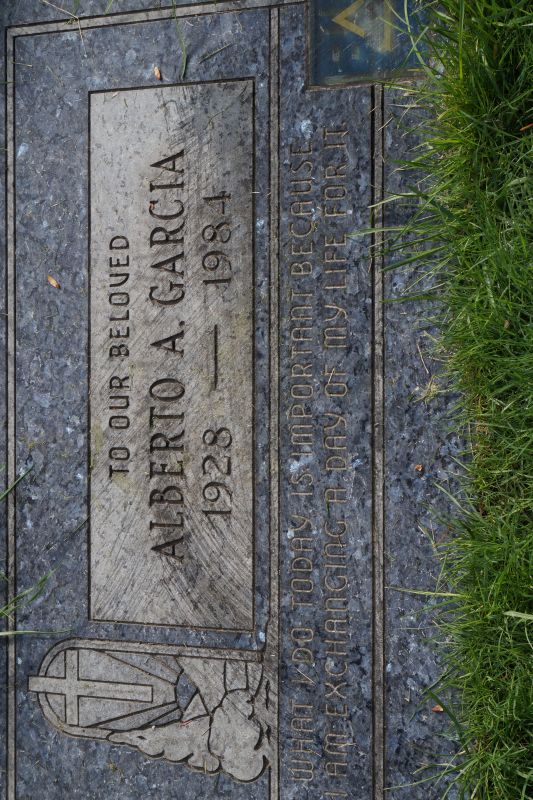 TO OUR BELOVED
ALBERTO A. GARCIA
1928 — 1984
WHAT I DO TODAY IS IMPORTANT BECAUSE
I AM EXCHANGING A DAY OF MY LIFE FOR IT.